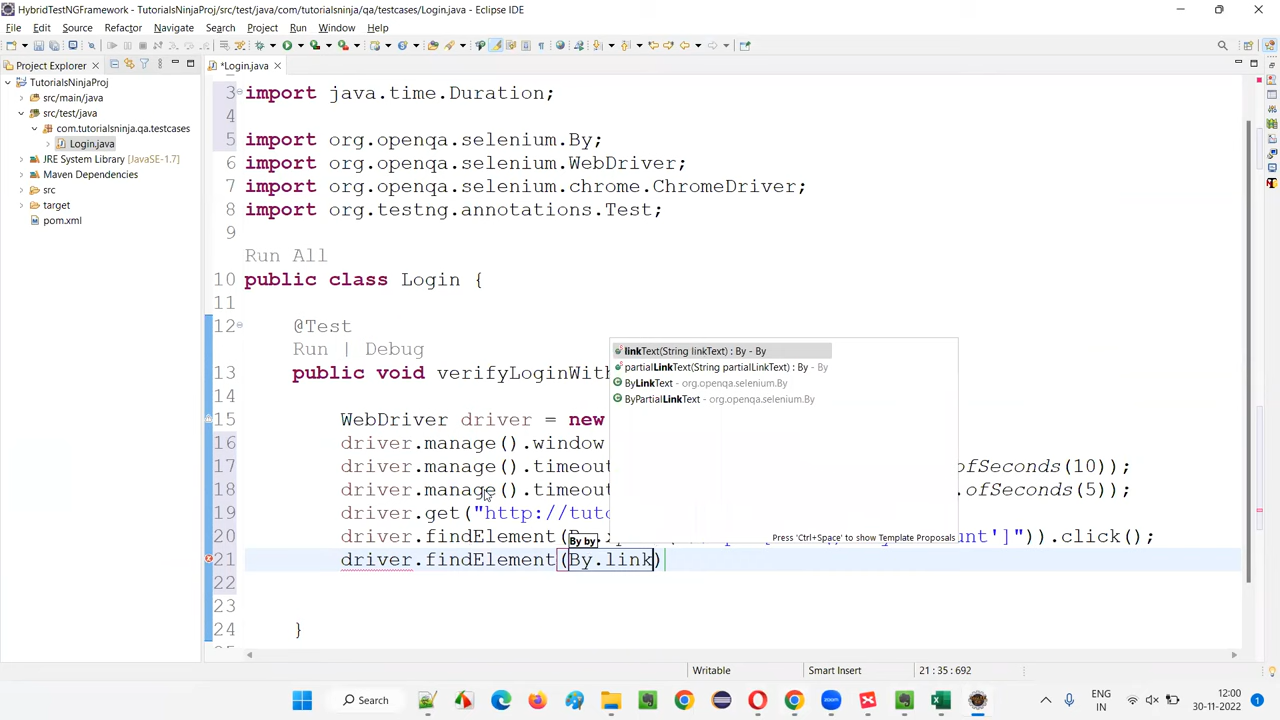 HybridTestNGFramework - TutorialsNinjaProj/src/test/java/com/tutorialsninja/qa/testcases/Login.java - Eclipse IDE
File Edit Source Refactor Navigate Search Project Run Window Help
Project Explorer
*Login.java
TutorialsNinjaProj
src/main/java
src/test/java
com.tutorialsninja.qa.testcases
Login.java
JRE System Library [JavaSE-1.7]
Maven Dependencies
src
target
pom.xml
3 import java.time.Duration;
4
5 import org.openqa.selenium.By;
6 import org.openqa.selenium.WebDriver;
7 import org.openqa.selenium.chrome.ChromeDriver;
8 import org.testng.annotations.Test;
9
Run All
10 public class Login {
11
12 @Test
Run | Debug
13 public void verifyLoginWith
14
15 WebDriver driver = new
16 driver.manage().window
17 driver.manage().timeout ofSeconds(10));
18 driver.manage().timeout .ofSeconds(5));
19 driver.get("http://tut
20 driver.findElement( ount']")).click();
21 driver.findElement(By.link)
22
23
24 }
linkText(String linkText) : By - By
partialLinkText(String partialLinkText) : By - By
ByLinkText - org.openqa.selenium.By
ByPartialLinkText - org.openqa.selenium.By
Press 'Ctrl+Space' to show Template Proposals
By by
Writable
Smart Insert
21 : 35 : 692
Search
ENG
IN
12:00
30-11-2022
1